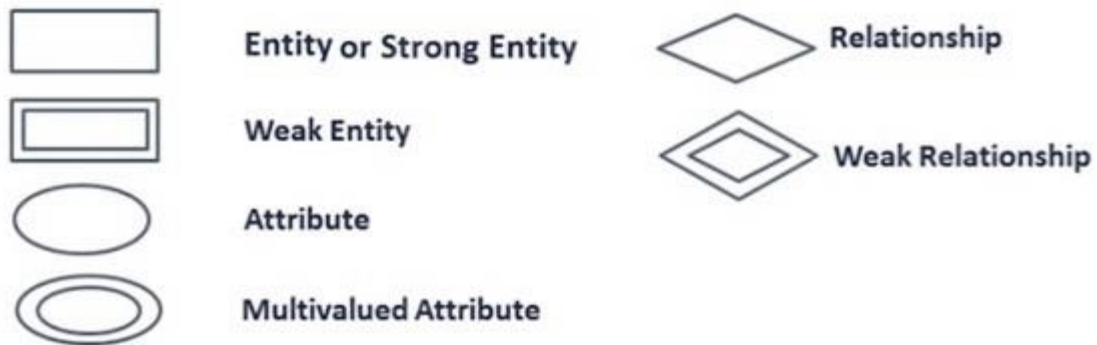 Entity or Strong Entity
Relationship
Weak Entity
Weak Relationship
Attribute
Multivalued Attribute